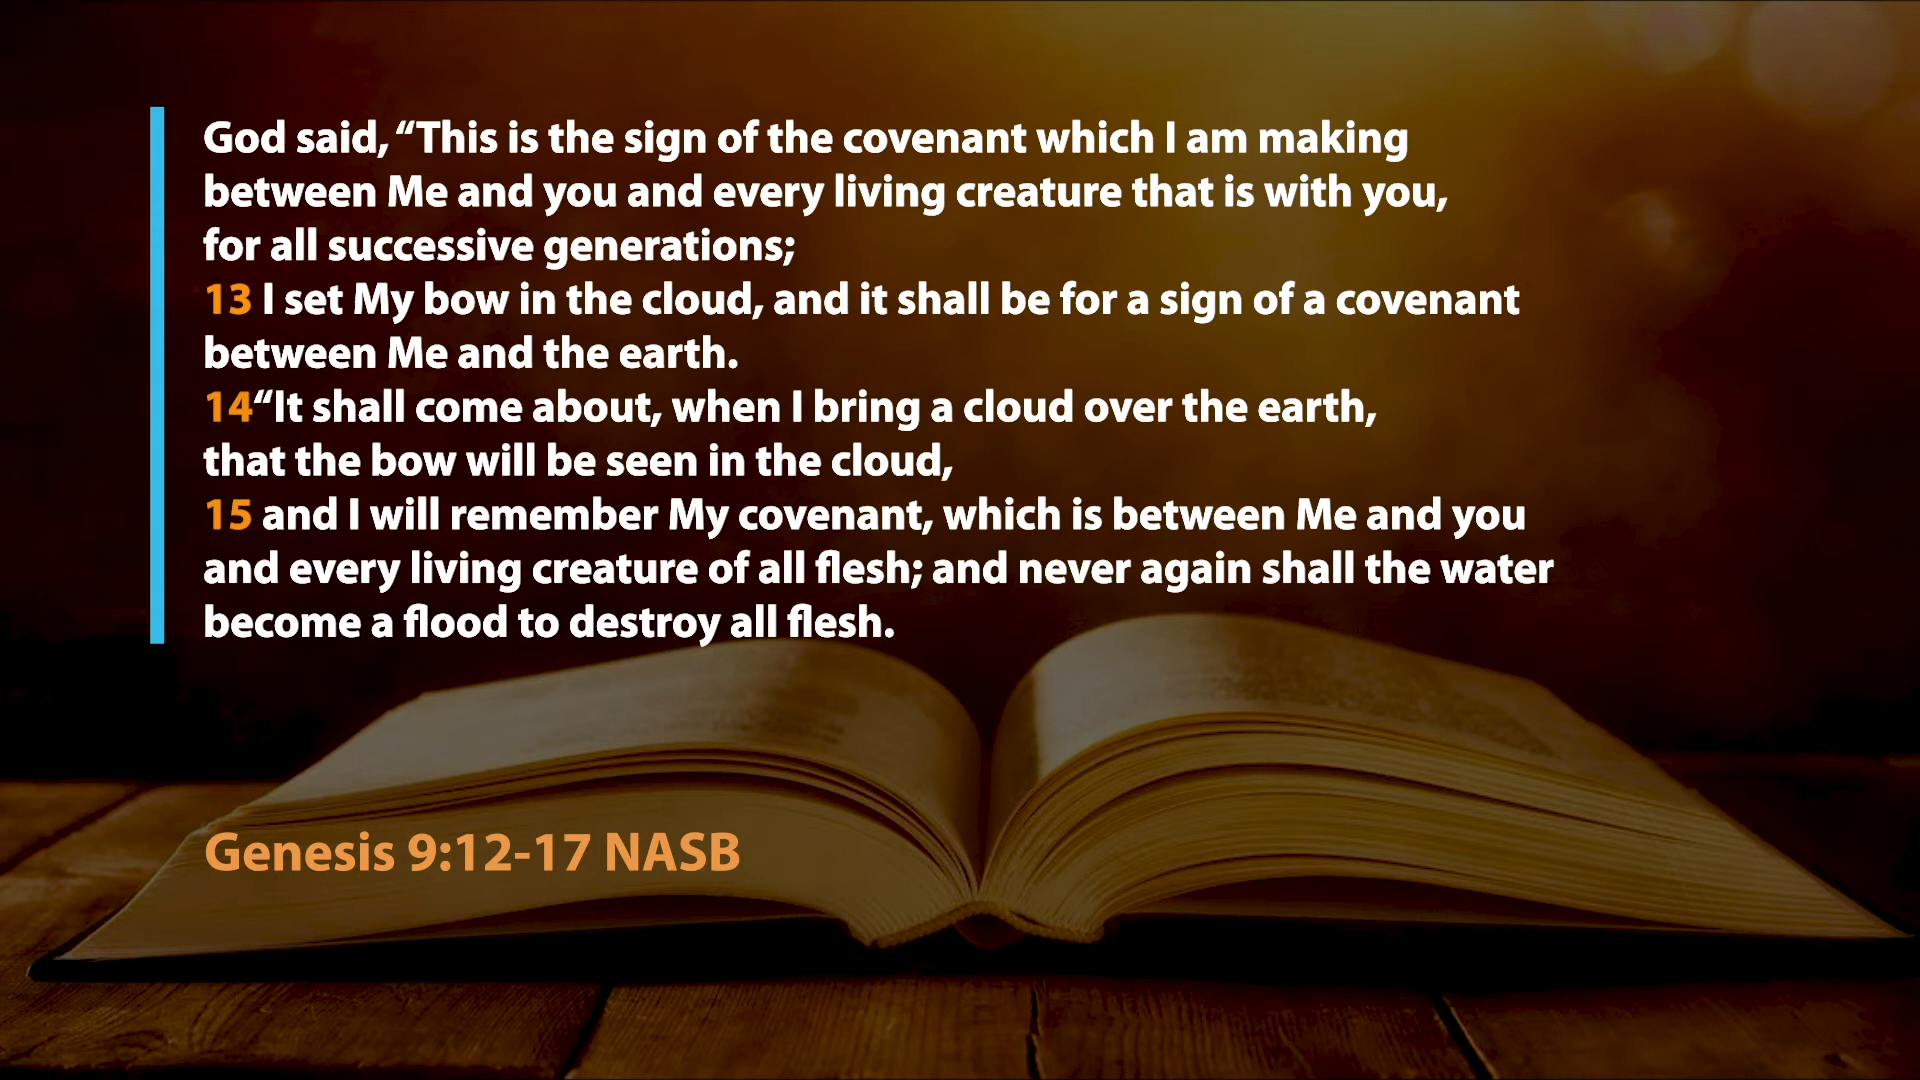 God said, “This is the sign of the covenant which I am making
between Me and you and every living creature that is with you,
for all successive generations;
13 I set My bow in the cloud, and it shall be for a sign of a covenant
between Me and the earth.
14“It shall come about, when I bring a cloud over the earth,
that the bow will be seen in the cloud,
15 and I will remember My covenant, which is between Me and you
and every living creature of all flesh; and never again shall the water
become a flood to destroy all flesh.
Genesis 9:12-17 NASB